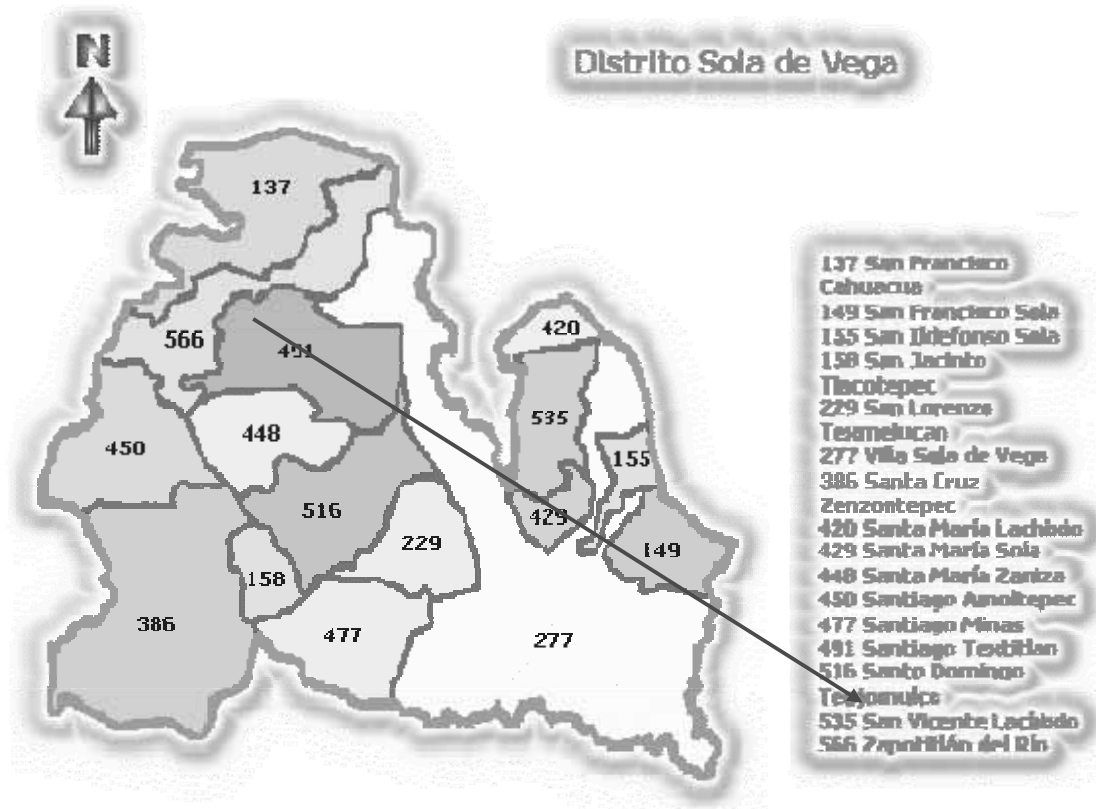 N
Distrito Sola de Vega
137
566
491
420
535
448
450
155
516
429
229
149
158
386
477
277
137 San Francisco
Cahuacua
149 San Francisco Sola
155 San Ildefonso Sola
158 San Jacinto
Tlacotepec
229 San Lorenzo
Texmelucan
277 Villa Sola de Vega
386 Santa Cruz
Zenzontepec
420 Santa María Lachixio
429 Santa María Sola
448 Santa María Zaniza
450 Santiago Amoltepec
477 Santiago Minas
491 Santiago Textitlan
516 Santo Domingo
Teojomulco
535 San Vicente Lachixio
566 Zapotitlán del Río